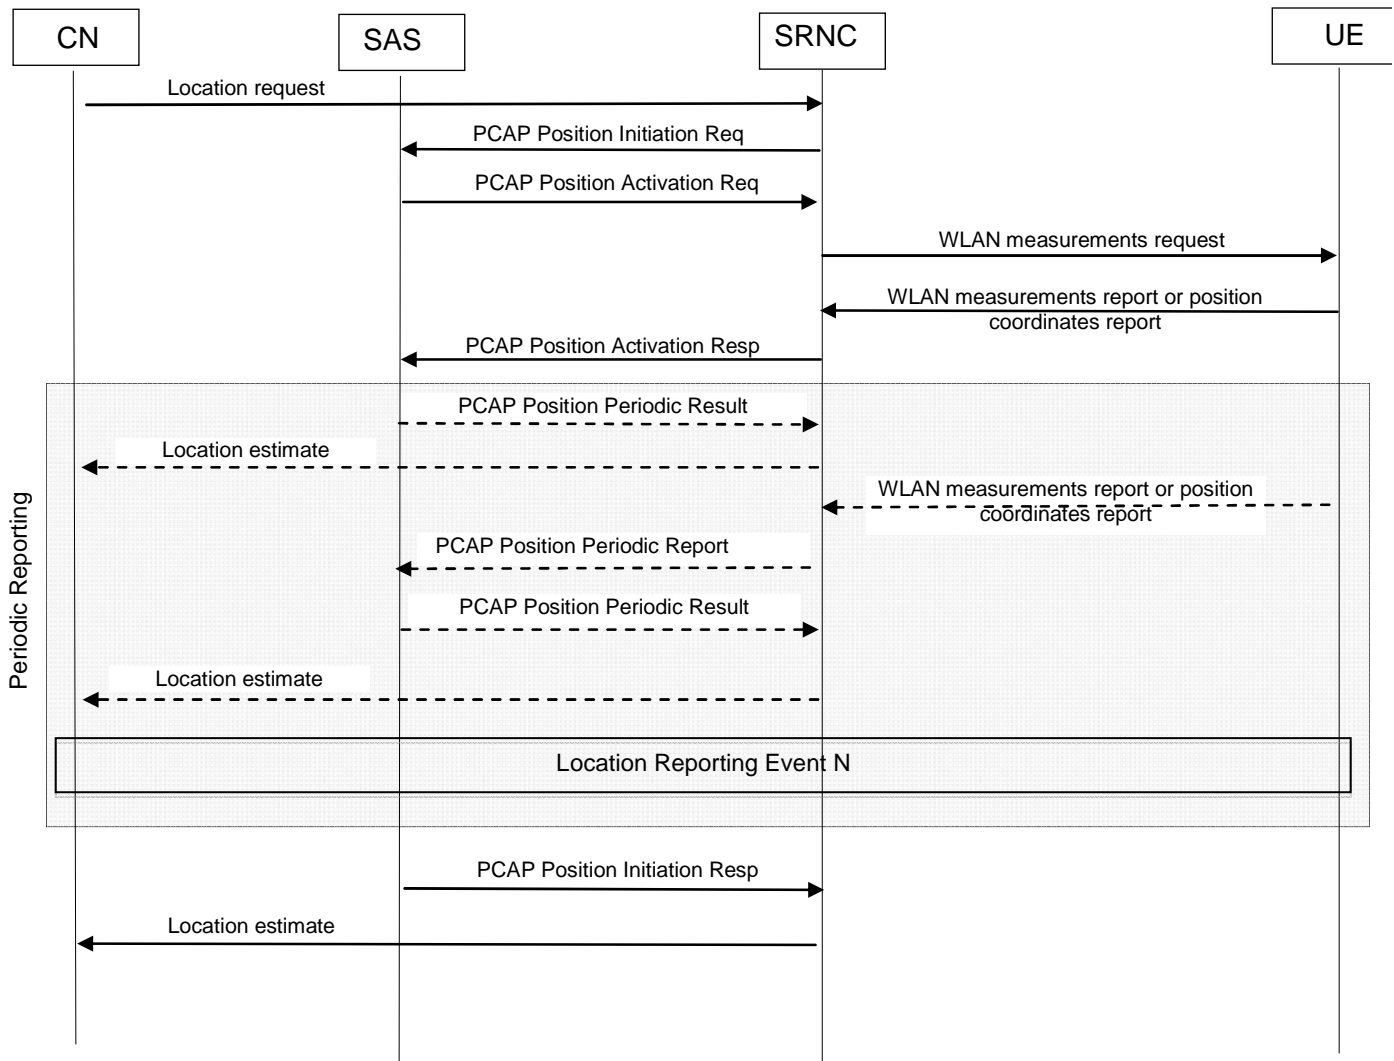 CN
SAS
SRNC
UE
Location request
PCAP Position Initiation Req
PCAP Position Activation Req
WLAN measurements request
WLAN measurements report or position
coordinates report
PCAP Position Activation Resp
Periodic Reporting
PCAP Position Periodic Result
Location estimate
WLAN measurements report or position
coordinates report
PCAP Position Periodic Report
PCAP Position Periodic Result
Location estimate
Location Reporting Event N
PCAP Position Initiation Resp
Location estimate